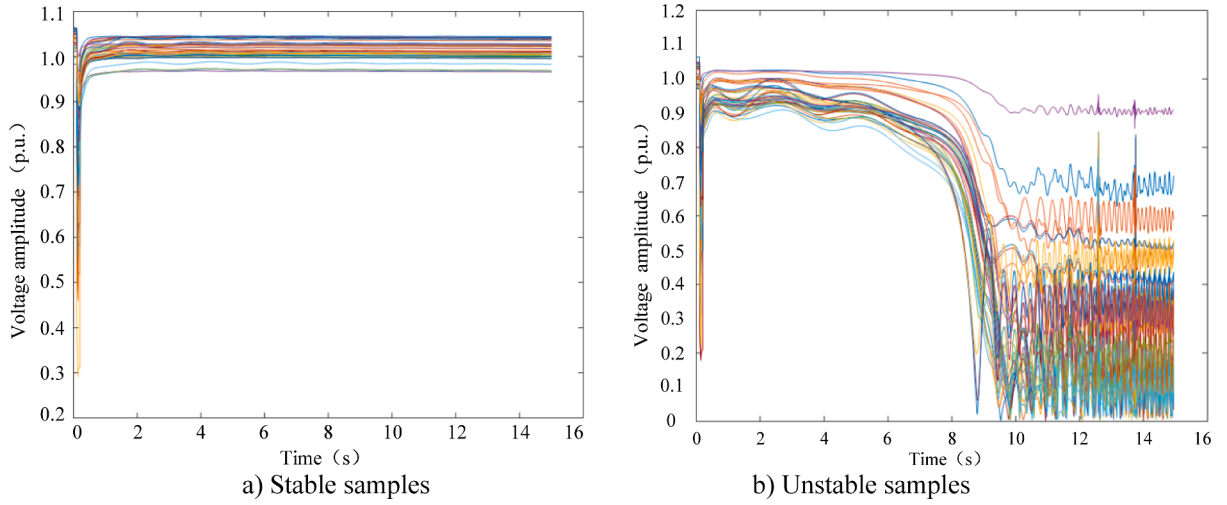 1.1
1.0
0.9
0.8
0.7
0.6
0.5
0.4
0.3
0.2
Voltage amplitude（p.u.）
0 2 4 6 8 10 12 14 16
Time（s）
a) Stable samples
1.2
1.1
1.0
0.9
0.8
0.7
0.6
0.5
0.4
0.3
0.2
0.1
0
Voltage amplitude（p.u.）
0 2 4 6 8 10 12 14 16
Time（s）
b) Unstable samples